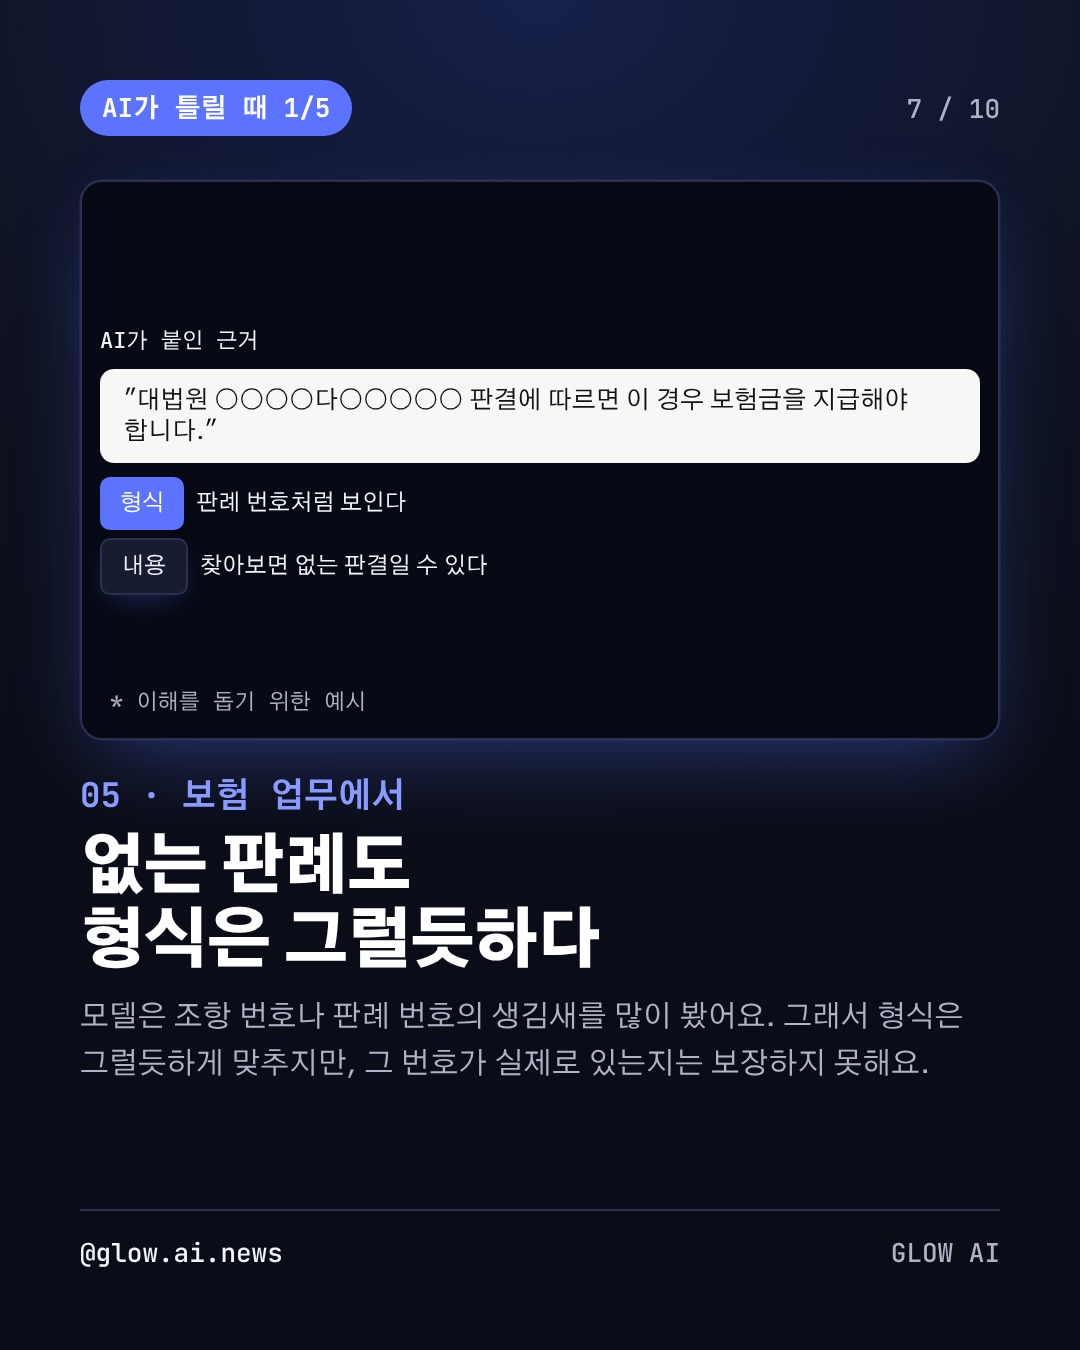 AI가 틀릴 때 1/5
7 / 10
AI가 붙인 근거
"대법원 ○○○○다○○○○○ 판결에 따르면 이 경우 보험금을 지급해야
합니다."
형식 판례 번호처럼 보인다
내용 찾아보면 없는 판결일 수 있다
* 이해를 돕기 위한 예시
05 · 보험 업무에서
없는 판례도
형식은 그럴듯하다
모델은 조항 번호나 판례 번호의 생김새를 많이 봤어요. 그래서 형식은
그럴듯하게 맞추지만, 그 번호가 실제로 있는지는 보장하지 못해요.
@glow.ai.news
GLOW AI